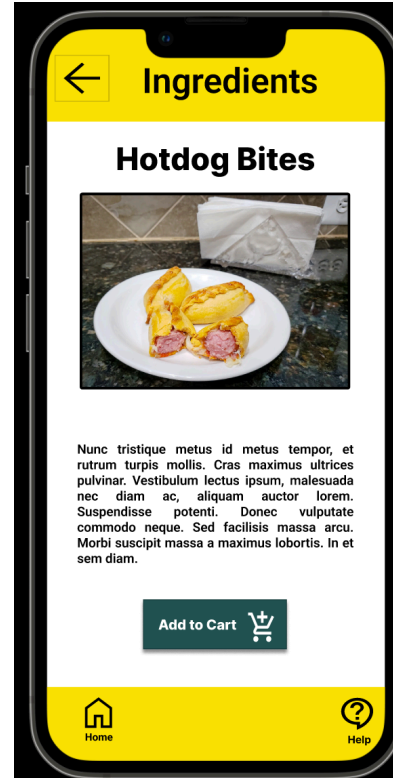 Ingredients
Hotdog Bites
Nunc tristique metus id metus tempor, et
rutrum turpis mollis. Cras maximus ultrices
pulvinar. Vestibulum lectus ipsum, malesuada
nec diam ac, aliquam auctor lorem.
Suspendisse potenti. Donec vulputate
commodo neque. Sed facilisis massa arcu.
Morbi suscipit massa a maximus lobortis. In et
sem diam.
Add to Cart
Home
Help